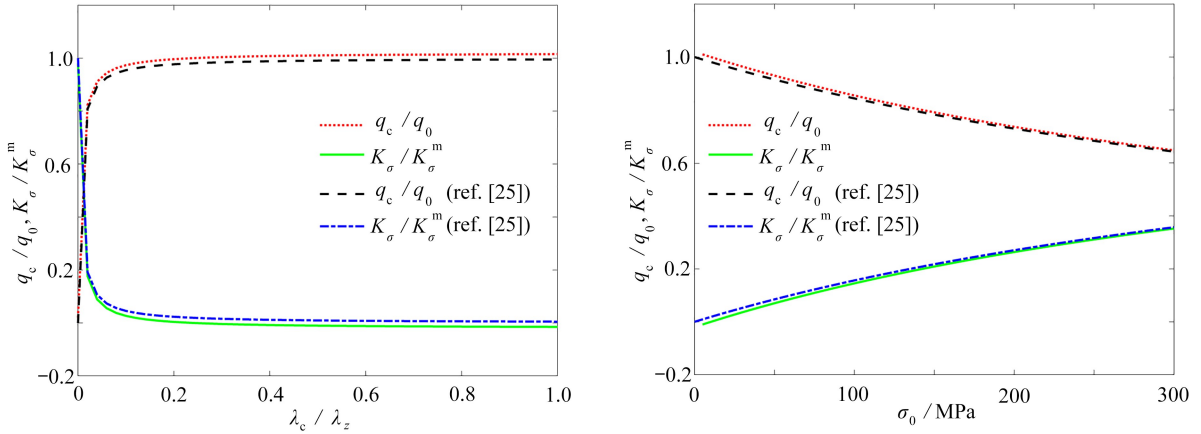 1.0
0.6
0.2
−0.2
q_c / q_0, K_σ / K_σ^m
0 0.2 0.4 0.6 0.8 1.0
λ_c / λ_z
q_c / q_0
K_σ / K_σ^m
q_c / q_0 (ref. [25])
K_σ / K_σ^m (ref. [25])
1.0
0.6
0.2
−0.2
q_c / q_0, K_σ / K_σ^m
0 100 200 300
σ_0 / MPa
q_c / q_0
K_σ / K_σ^m
q_c / q_0 (ref. [25])
K_σ / K_σ^m (ref. [25])